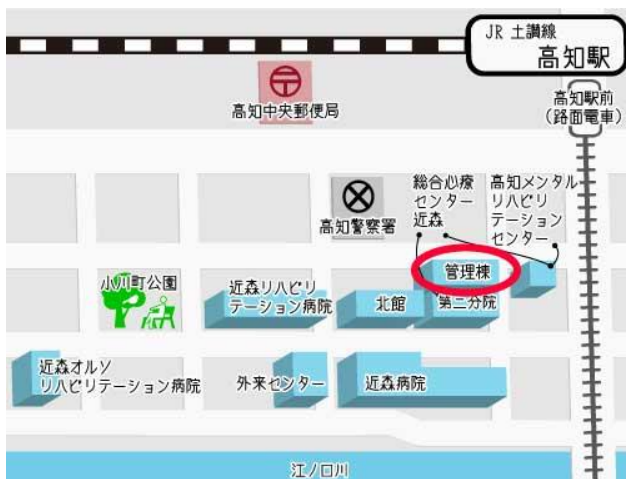 JR 土讃線
高知駅
高知駅前
（路面電車）
高知中央郵便局
総合心療
センター
近森
高知メンタル
リハビリ
テーション
センター
高知警察署
小川町公園
近森リハビリ
テーション病院
北館
管理棟
第二分院
近森オルソ
リハビリテーション病院
外来センター
近森病院
江ノ口川